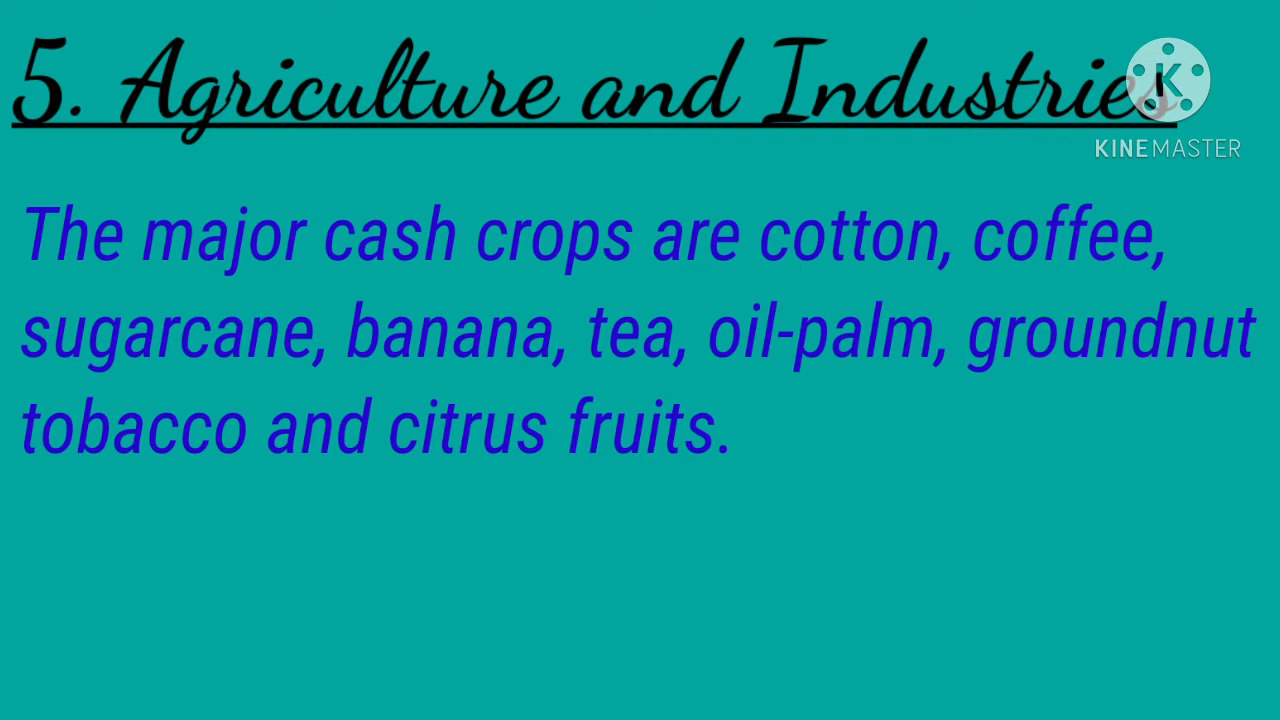 5. Agriculture and Industries
K
KINEMASTER
The major cash crops are cotton, coffee,
sugarcane, banana, tea, oil-palm, groundnut
tobacco and citrus fruits.